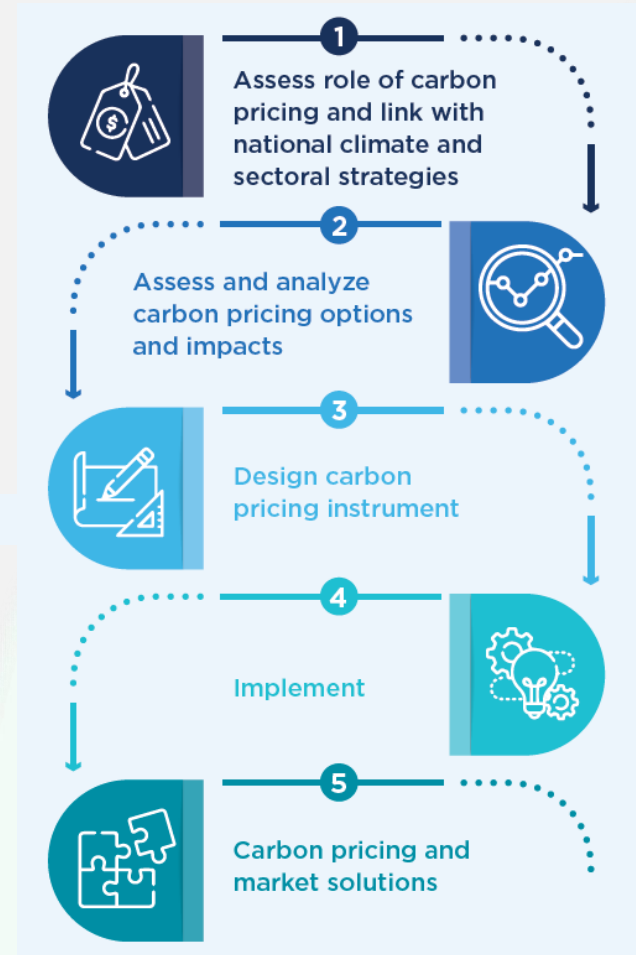 1
Assess role of carbon
pricing and link with
national climate and
sectoral strategies
2
Assess and analyze
carbon pricing options
and impacts
3
Design carbon
pricing instrument
4
Implement
5
Carbon pricing and
market solutions
$